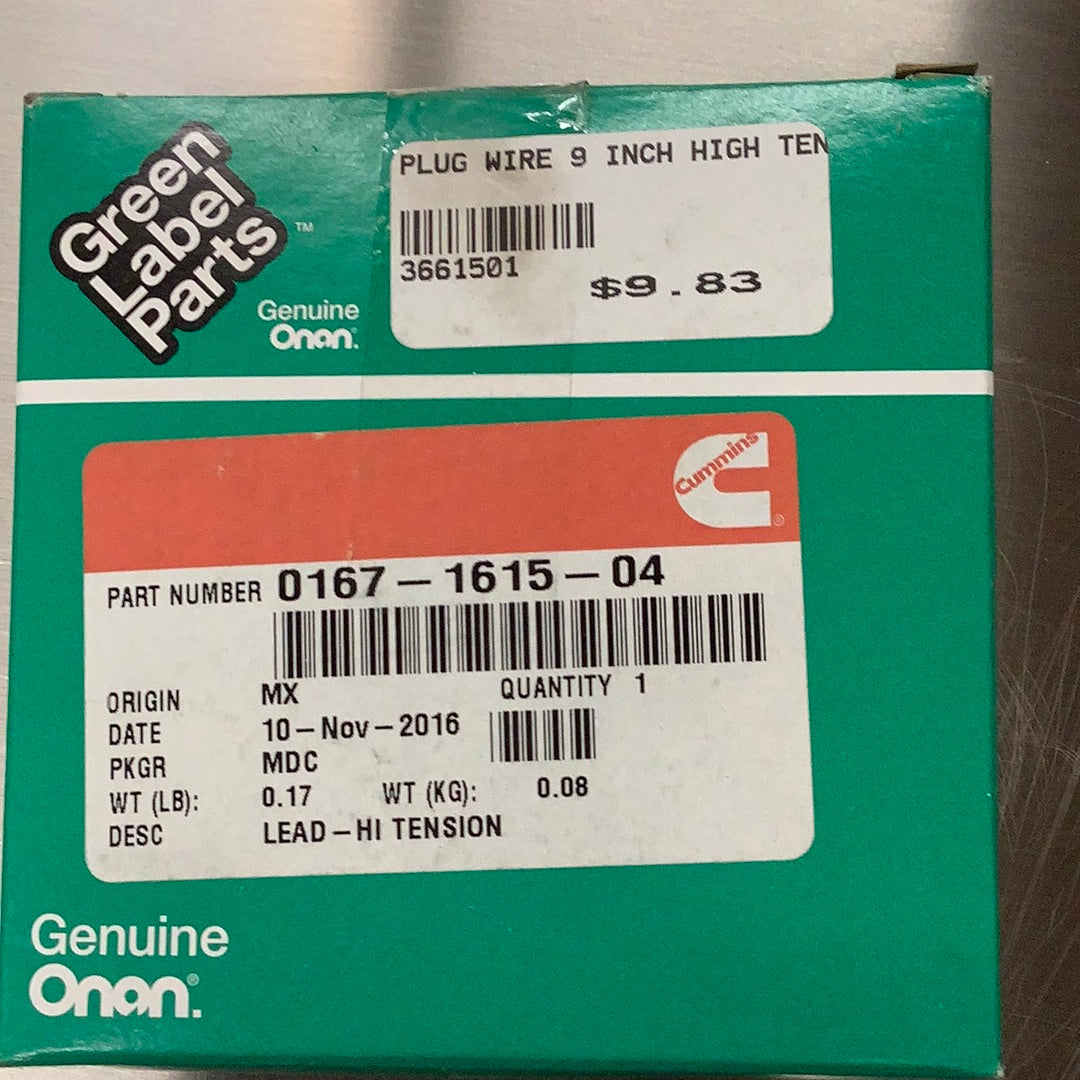 Green
Label
Parts
TM
Genuine
Onan.
PLUG WIRE 9 INCH HIGH TEN
3661501
$9.83
Cummins
PART NUMBER 0167-1615-04
ORIGIN MX QUANTITY 1
DATE 10-Nov-2016
PKGR MDC
WT (LB): 0.17 WT (KG): 0.08
DESC LEAD-HI TENSION
Genuine
Onan®.